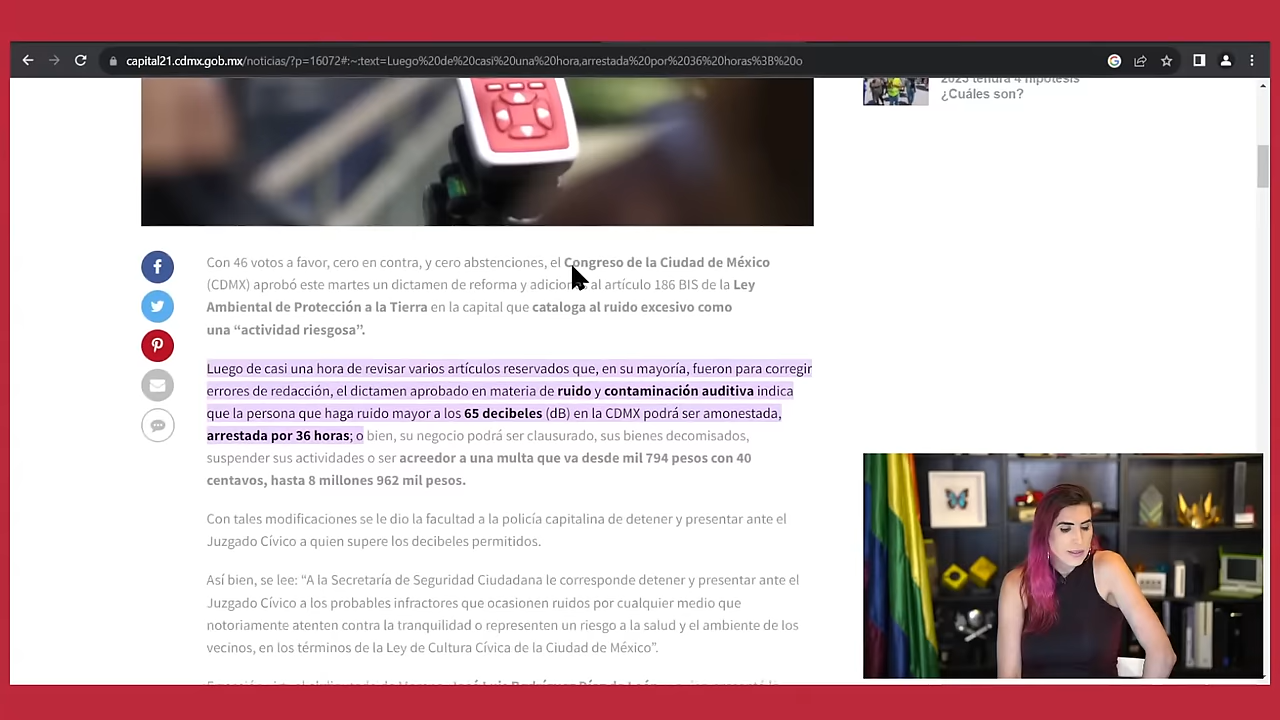 capital21.cdmx.gob.mx/noticias/?p=16072#:~:text=Luego%20de%20casi%20una%20hora,arrestada%20por%2036%20horas%3B%20o
2023 tendrá 4 hipótesis
¿Cuáles son?
Con 46 votos a favor, cero en contra, y cero abstenciones, el Congreso de la Ciudad de México
(CDMX) aprobó este martes un dictamen de reforma y adición al artículo 186 BIS de la Ley
Ambiental de Protección a la Tierra en la capital que cataloga al ruido excesivo como
una “actividad riesgosa”.
Luego de casi una hora de revisar varios artículos reservados que, en su mayoría, fueron para corregir
errores de redacción, el dictamen aprobado en materia de ruido y contaminación auditiva indica
que la persona que haga ruido mayor a los 65 decibeles (dB) en la CDMX podrá ser amonestada,
arrestada por 36 horas; o bien, su negocio podrá ser clausurado, sus bienes decomisados,
suspender sus actividades o ser acreedor a una multa que va desde mil 794 pesos con 40
centavos, hasta 8 millones 962 mil pesos.
Con tales modificaciones se le dio la facultad a la policía capitalina de detener y presentar ante el
Juzgado Cívico a quien supere los decibeles permitidos.
Así bien, se lee: “A la Secretaría de Seguridad Ciudadana le corresponde detener y presentar ante el
Juzgado Cívico a los probables infractores que ocasionen ruidos por cualquier medio que
notoriamente atenten contra la tranquilidad o representen un riesgo a la salud y el ambiente de los
vecinos, en los términos de la Ley de Cultura Cívica de la Ciudad de México”.